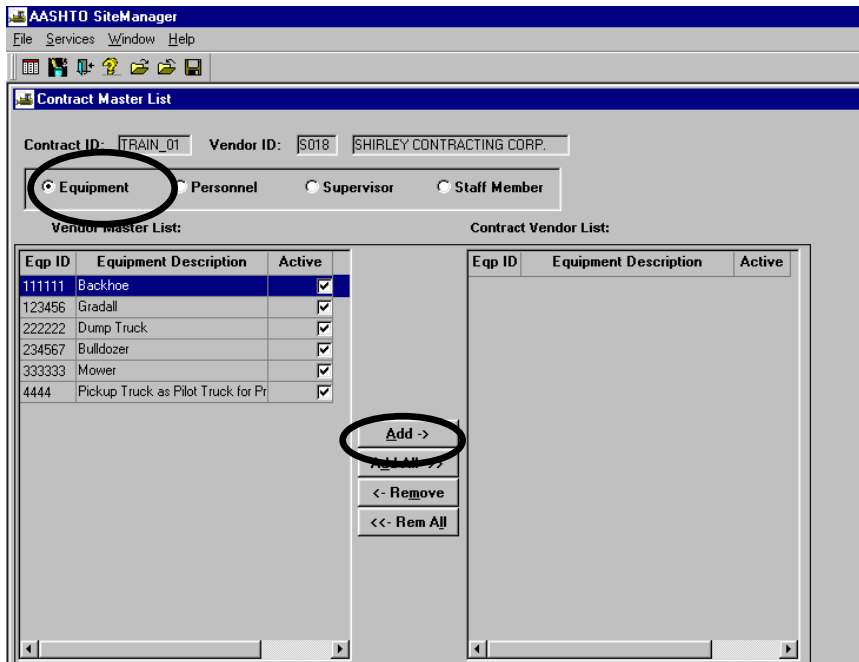 AASHTO SiteManager
File Services Window Help
Contract Master List
Contract ID: TRAIN_01 Vendor ID: S018 SHIRLEY CONTRACTING CORP.
Equipment Personnel Supervisor Staff Member
Vendor Master List: Contract Vendor List:
Eqp ID Equipment Description Active Eqp ID Equipment Description Active
111111 Backhoe
123456 Gradall
222222 Dump Truck
234567 Bulldozer
333333 Mower
4444 Pickup Truck as Pilot Truck for Pr
Add ->
Add All ->>
<- Remove
<<- Rem All